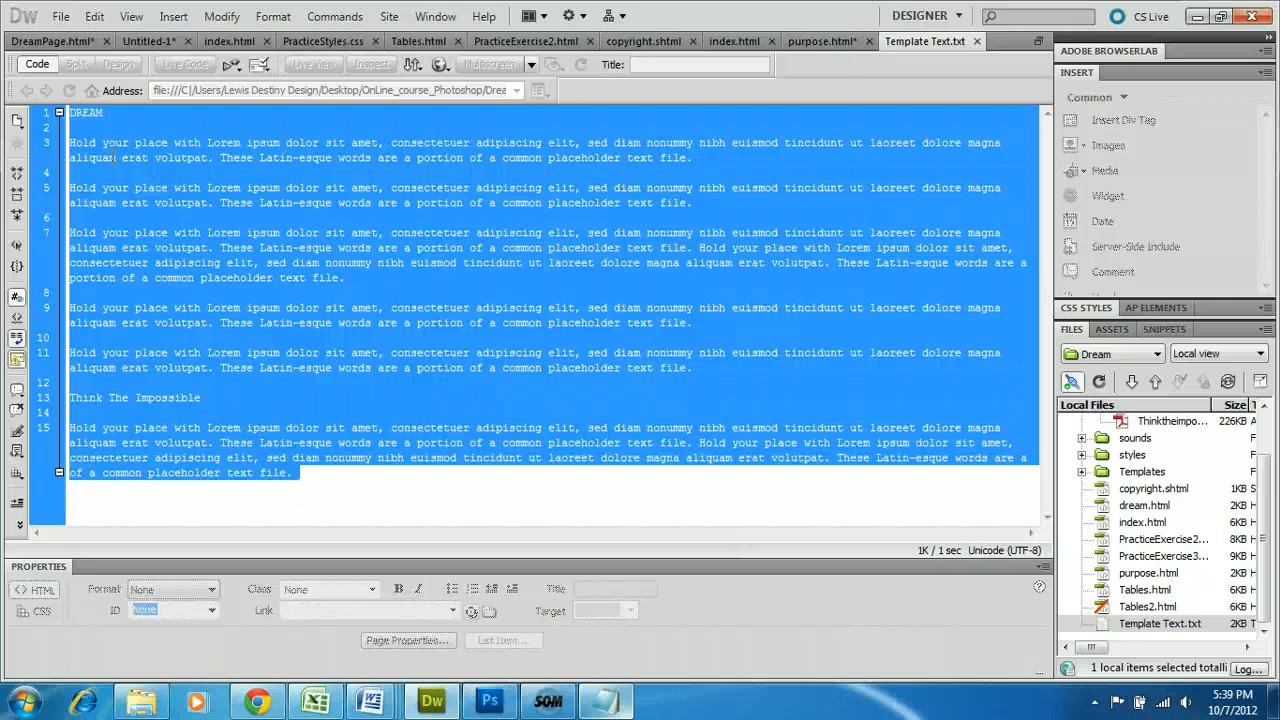 Dw File Edit View Insert Modify Format Commands Site Window Help DESIGNER CS Live
DreamPage.html* Untitled-1* index.html PracticeStyles.css Tables.html PracticeExercise2.html copyright.shtml index.html purpose.html* Template Text.txt
Code Split Design Live Code Live View Inspect Multiscreen Title:
Address: file:///C|/Users/Lewis Destiny Design/Desktop/OnLine_course_Photoshop/Drea
1 DREAM
2
3 Hold your place with Lorem ipsum dolor sit amet, consectetuer adipiscing elit, sed diam nonummy nibh euismod tincidunt ut laoreet dolore magna
aliquam erat volutpat. These Latin-esque words are a portion of a common placeholder text file.
4
5 Hold your place with Lorem ipsum dolor sit amet, consectetuer adipiscing elit, sed diam nonummy nibh euismod tincidunt ut laoreet dolore magna
aliquam erat volutpat. These Latin-esque words are a portion of a common placeholder text file.
6
7 Hold your place with Lorem ipsum dolor sit amet, consectetuer adipiscing elit, sed diam nonummy nibh euismod tincidunt ut laoreet dolore magna
aliquam erat volutpat. These Latin-esque words are a portion of a common placeholder text file. Hold your place with Lorem ipsum dolor sit amet,
consectetuer adipiscing elit, sed diam nonummy nibh euismod tincidunt ut laoreet dolore magna aliquam erat volutpat. These Latin-esque words are a
portion of a common placeholder text file.
8
9 Hold your place with Lorem ipsum dolor sit amet, consectetuer adipiscing elit, sed diam nonummy nibh euismod tincidunt ut laoreet dolore magna
aliquam erat volutpat. These Latin-esque words are a portion of a common placeholder text file.
10
11 Hold your place with Lorem ipsum dolor sit amet, consectetuer adipiscing elit, sed diam nonummy nibh euismod tincidunt ut laoreet dolore magna
aliquam erat volutpat. These Latin-esque words are a portion of a common placeholder text file.
12
13 Think The Impossible
14
15 Hold your place with Lorem ipsum dolor sit amet, consectetuer adipiscing elit, sed diam nonummy nibh euismod tincidunt ut laoreet dolore magna
aliquam erat volutpat. These Latin-esque words are a portion of a common placeholder text file. Hold your place with Lorem ipsum dolor sit amet,
consectetuer adipiscing elit, sed diam nonummy nibh euismod tincidunt ut laoreet dolore magna aliquam erat volutpat. These Latin-esque words are a
of a common placeholder text file.
1K / 1 sec Unicode (UTF-8)
PROPERTIES
<> HTML Format None Class None B I Title
CSS ID None Link Target
Page Properties... List Item...
ADOBE BROWSERLAB
INSERT
Common
Insert Div Tag
Images
Media
Widget
Date
Server-Side Include
Comment
CSS STYLES AP ELEMENTS
FILES ASSETS SNIPPETS
Dream Local view
Local Files Size T
Thinktheimpo... 226KB A
sounds F
styles F
Templates F
copyright.shtml 1KB S
dream.html 2KB H
index.html 2KB H
PracticeExercise2... 8KB H
PracticeExercise3... 9KB H
purpose.html 2KB H
Tables.html 6KB H
Tables2.html 6KB H
Template Text.txt 2KB T
1 local items selected totalli Log...
Dw Ps SOM
5:39 PM
10/7/2012